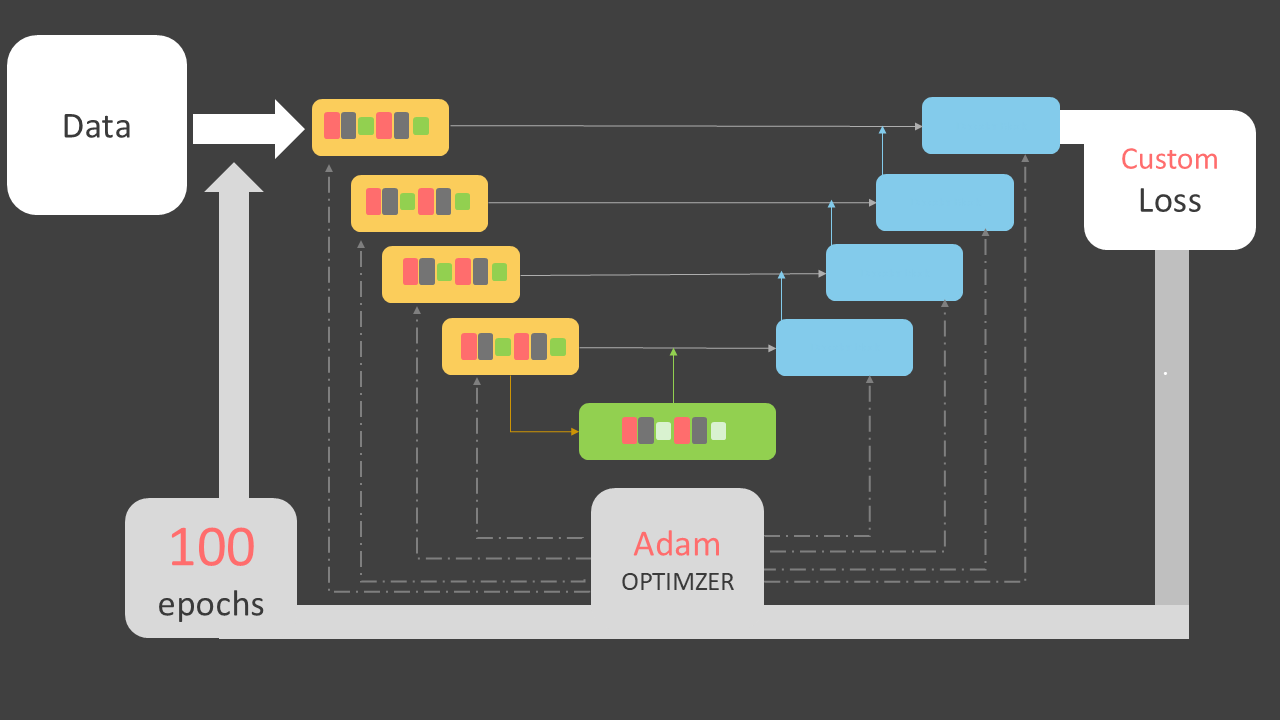 Data
Custom
Loss
100
epochs
Adam
OPTIMZER